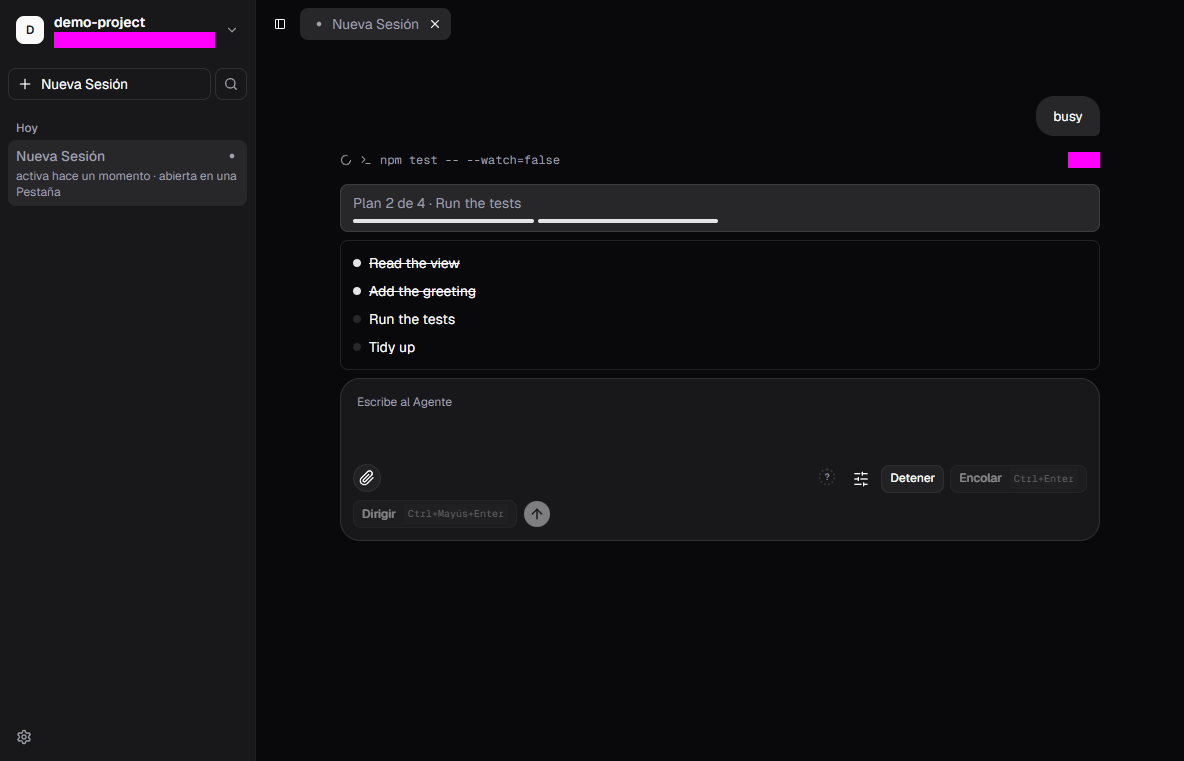 D
demo-project
Nueva Sesión
Hoy
Nueva Sesión
activa hace un momento · abierta en una
Pestaña
Nueva Sesión
busy
npm test -- --watch=false
Plan 2 de 4 · Run the tests
Read the view
Add the greeting
Run the tests
Tidy up
Escribe al Agente
?
Detener
Encolar Ctrl+Enter
Dirigir Ctrl+Mayús+Enter